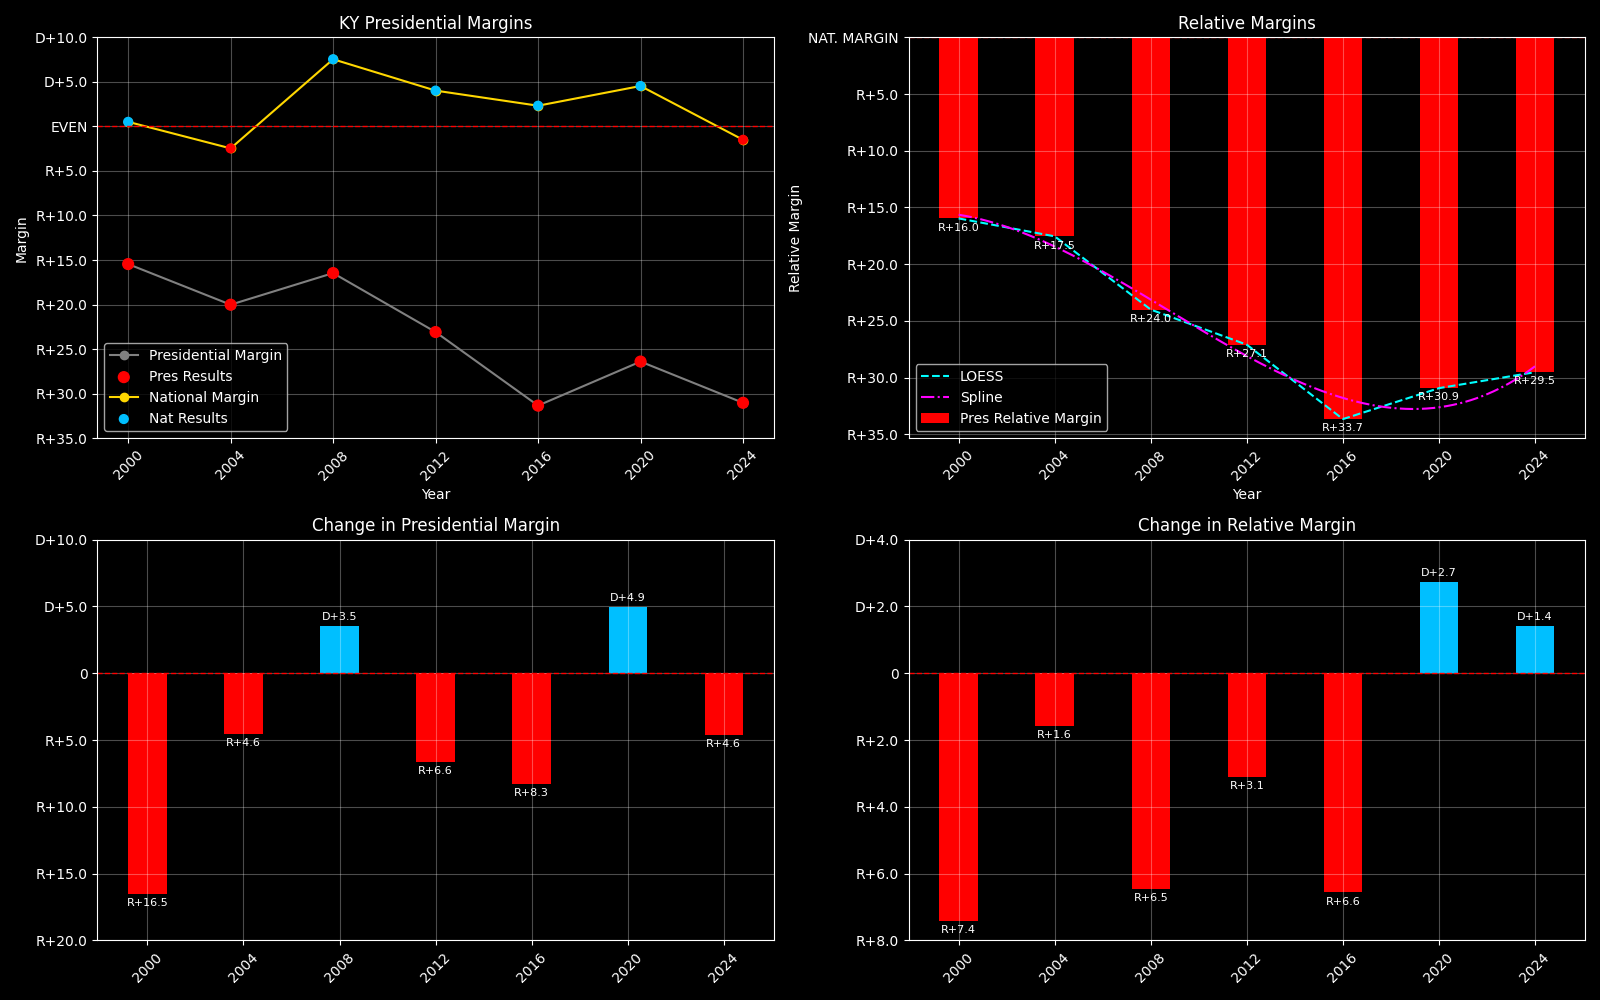 KY Presidential Margins
D+10.0
D+5.0
EVEN
R+5.0
R+10.0
R+15.0
R+20.0
R+25.0
R+30.0
R+35.0
Margin
Presidential Margin
Pres Results
National Margin
Nat Results
2000
2004
2008
2012
2016
2020
2024
Year
Relative Margins
NAT. MARGIN
R+5.0
R+10.0
R+15.0
R+20.0
R+25.0
R+30.0
R+35.0
Relative Margin
R+16.0
R+17.5
R+24.0
R+27.1
R+33.7
R+30.9
R+29.5
LOESS
Spline
Pres Relative Margin
2000
2004
2008
2012
2016
2020
2024
Year
Change in Presidential Margin
D+10.0
D+5.0
0
R+5.0
R+10.0
R+15.0
R+20.0
R+16.5
R+4.6
D+3.5
R+6.6
R+8.3
D+4.9
R+4.6
2000
2004
2008
2012
2016
2020
2024
Change in Relative Margin
D+4.0
D+2.0
0
R+2.0
R+4.0
R+6.0
R+8.0
R+7.4
R+1.6
R+6.5
R+3.1
R+6.6
D+2.7
D+1.4
2000
2004
2008
2012
2016
2020
2024